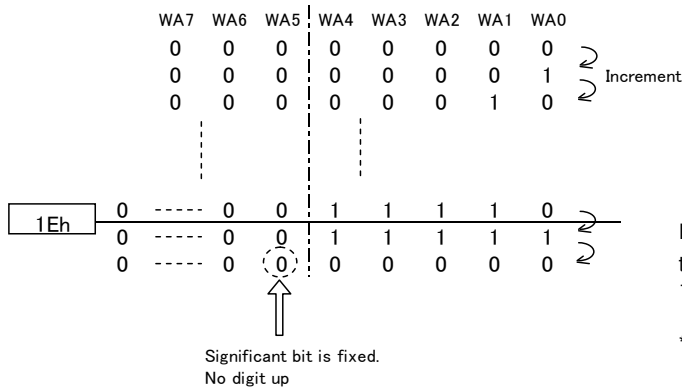 WA7 WA6 WA5 WA4 WA3 WA2 WA1 WA0
0 0 0 0 0 0 0 0
0 0 0 0 0 0 0 1 Increment
0 0 0 0 0 0 1 0
1Eh 0 0 0 1 1 1 1 0
0 0 0 1 1 1 1 1
0 0 0 0 0 0 0 0
Significant bit is fixed.
No digit up